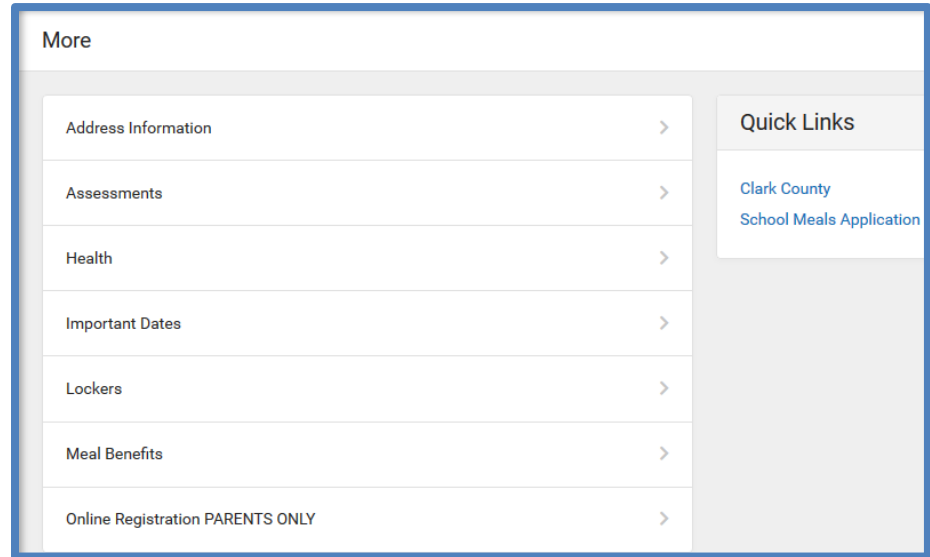 More
Address Information
Assessments
Health
Important Dates
Lockers
Meal Benefits
Online Registration PARENTS ONLY
Quick Links
Clark County
School Meals Application